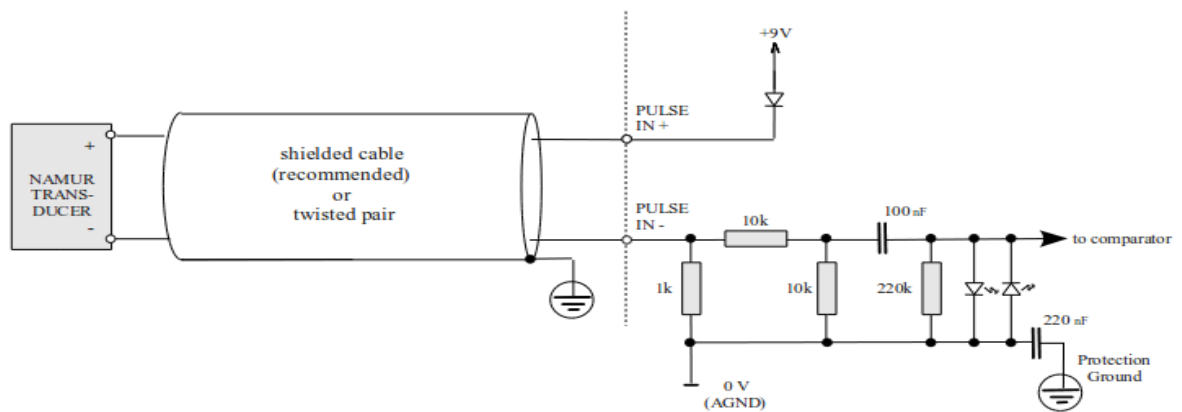 +9V
PULSE
IN +
+
NAMUR
TRANS-
DUCER
-
shielded cable
(recommended)
or
twisted pair
PULSE
IN -
10k
100 nF
to comparator
1k
10k
220k
220 nF
0 V
(AGND)
Protection
Ground